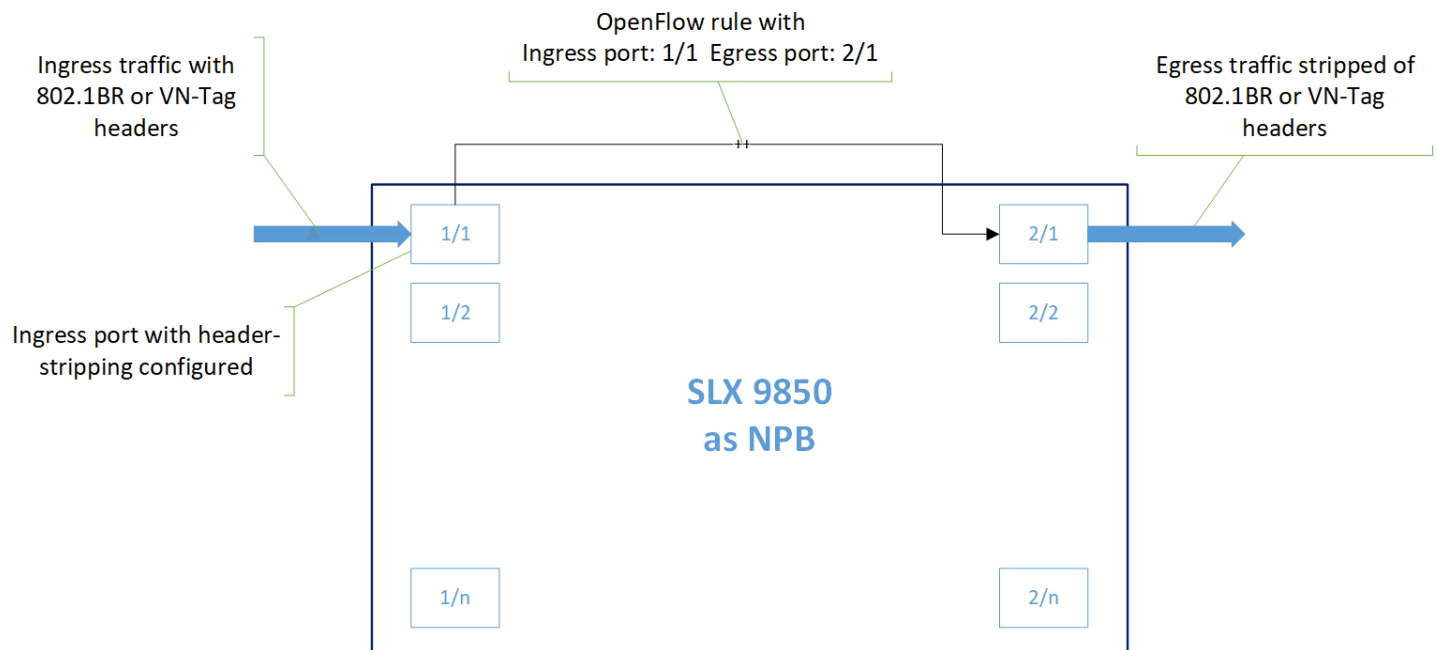 OpenFlow rule with
Ingress port: 1/1  Egress port: 2/1
Ingress traffic with
802.1BR or VN-Tag
headers
Egress traffic stripped of
802.1BR or VN-Tag
headers
1/1
2/1
1/2
2/2
Ingress port with header-
stripping configured
SLX 9850
as NPB
1/n
2/n